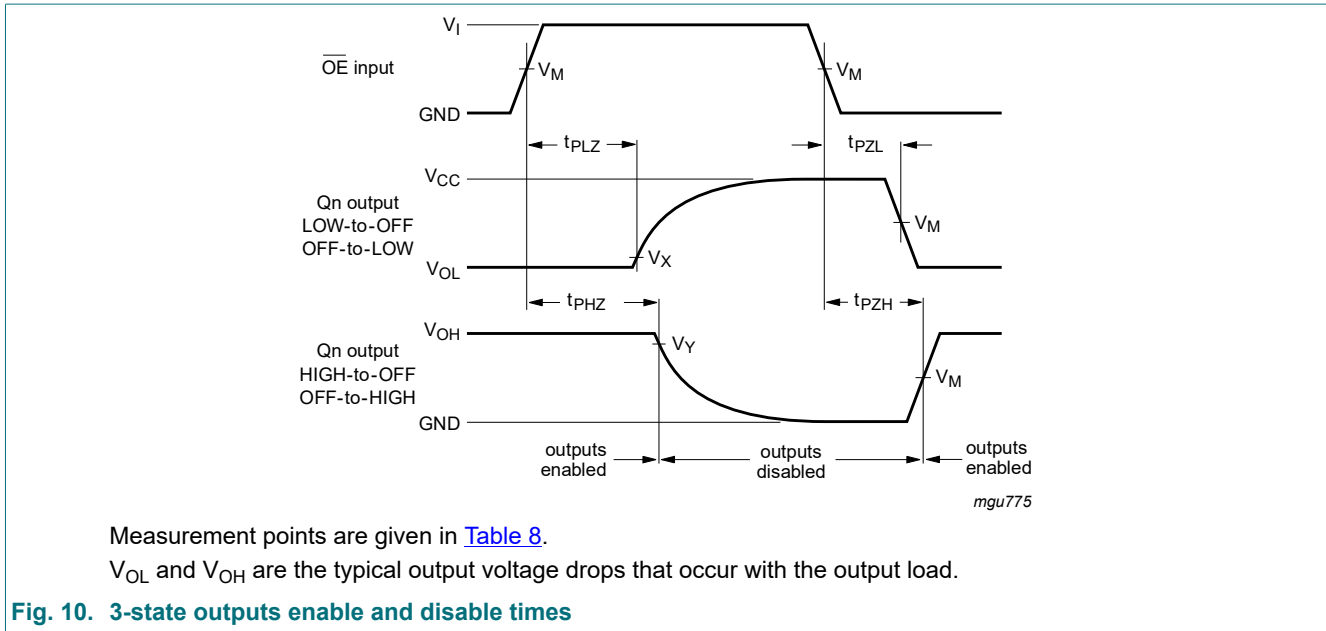 VI
OE input
VM
VM
GND
tPLZ
tPZL
VCC
Qn output
LOW-to-OFF
OFF-to-LOW
VM
VX
VOL
tPHZ
tPZH
VOH
Qn output
HIGH-to-OFF
OFF-to-HIGH
VY
VM
GND
outputs
enabled
outputs
disabled
outputs
enabled
mgu775
Measurement points are given in Table 8.
VOL and VOH are the typical output voltage drops that occur with the output load.
Fig. 10. 3-state outputs enable and disable times